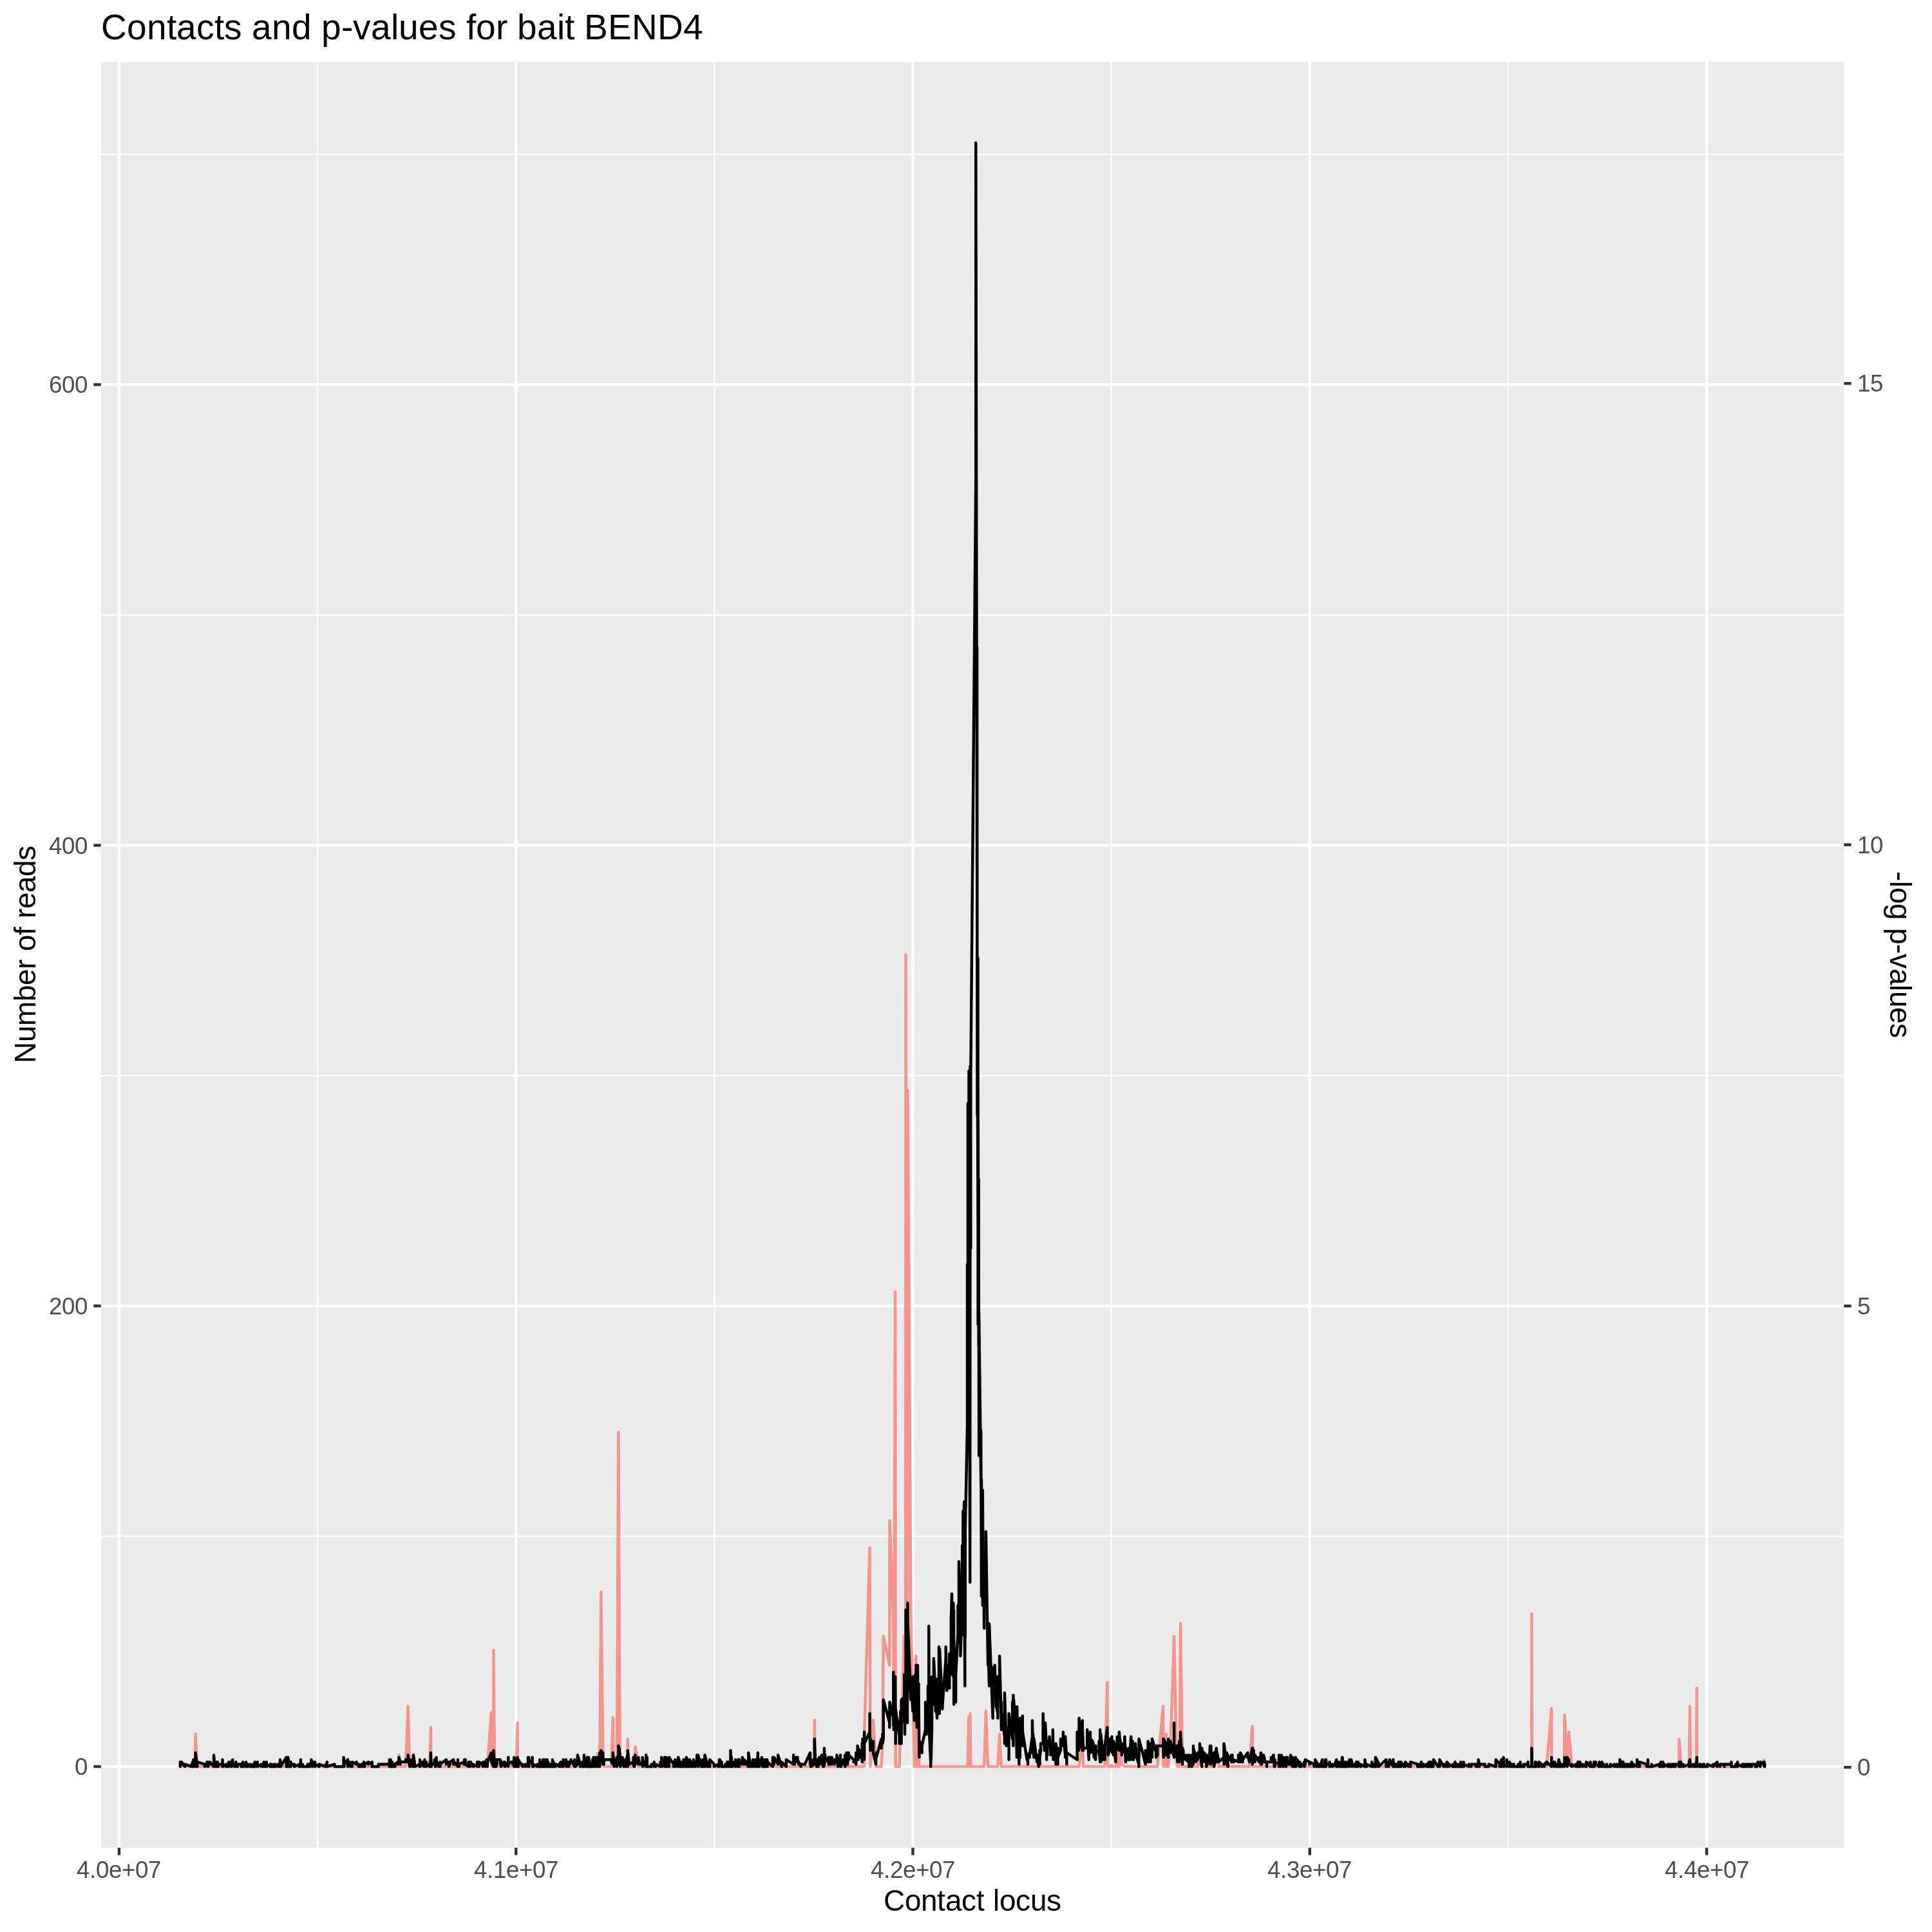 Contacts and p-values for bait BEND4
Number of reads
600
400
200
0
15
10
5
0
-log p-values
4.0e+07
4.1e+07
4.2e+07
4.3e+07
4.4e+07
Contact locus